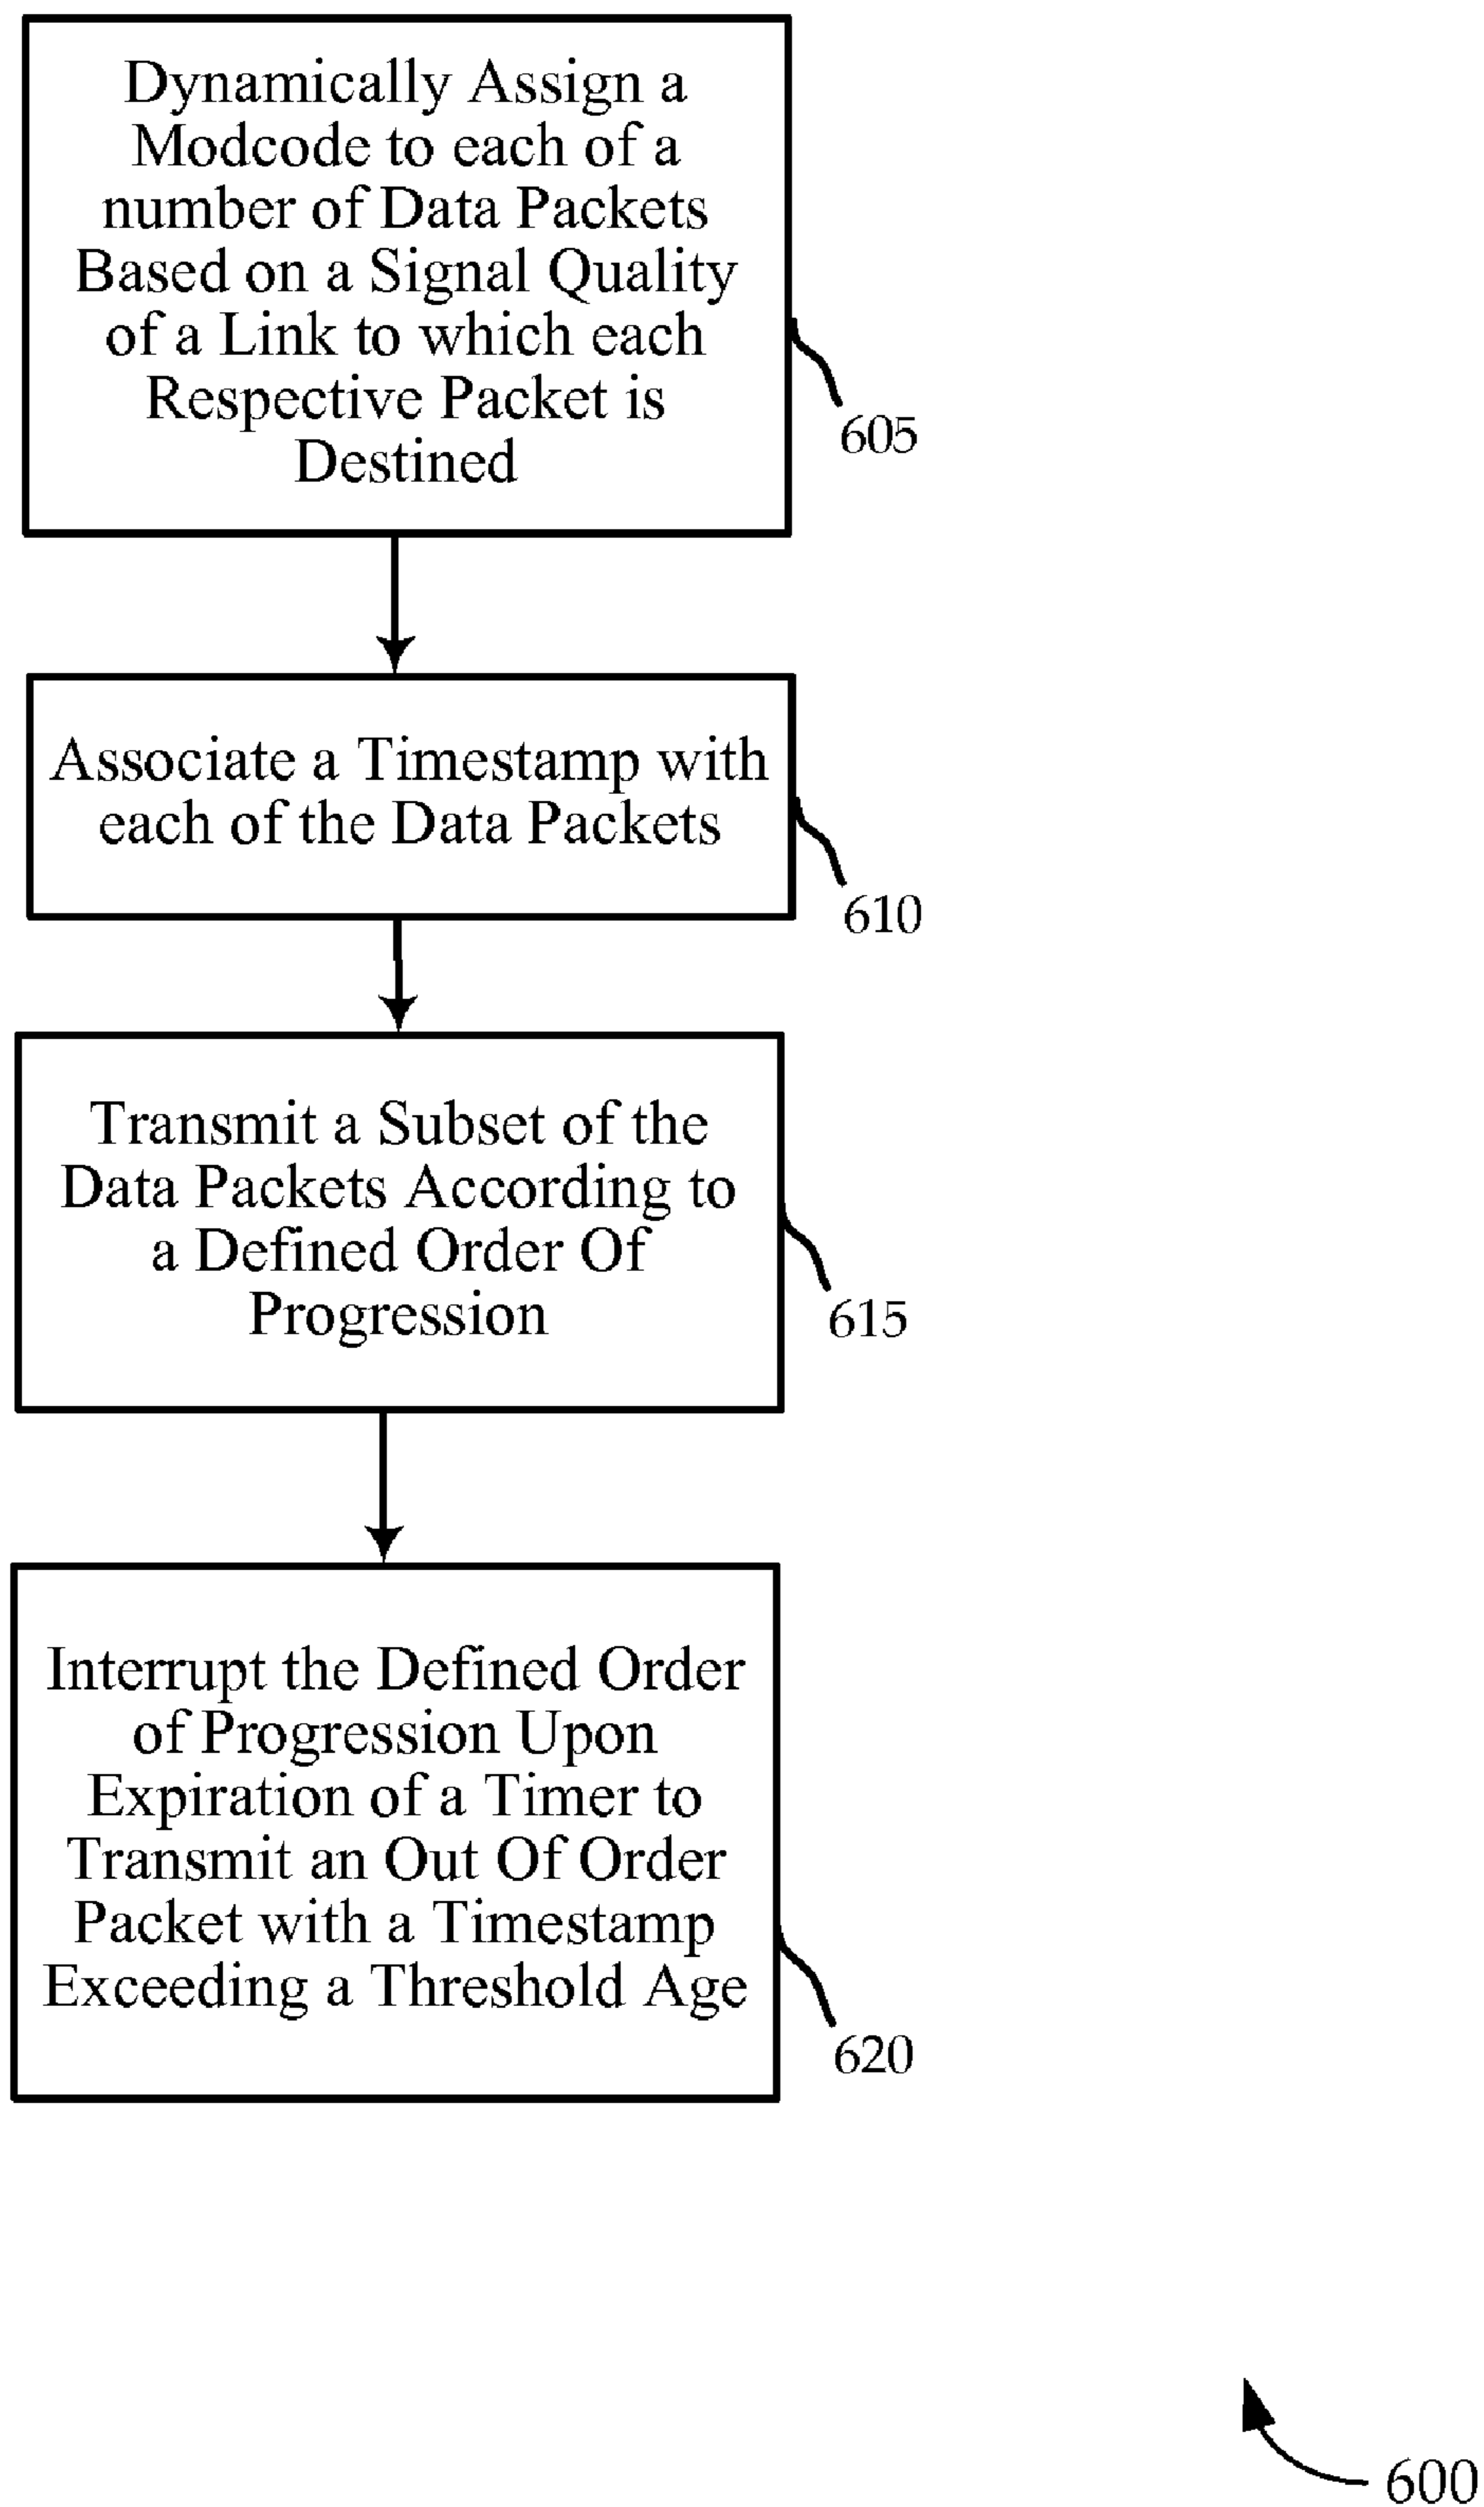 Dynamically Assign a
Modcode to each of a
number of Data Packets
Based on a Signal Quality
of a Link to which each
Respective Packet is
Destined
605
Associate a Timestamp with
each of the Data Packets
610
Transmit a Subset of the
Data Packets According to
a Defined Order Of
Progression
615
Interrupt the Defined Order
of Progression Upon
Expiration of a Timer to
Transmit an Out Of Order
Packet with a Timestamp
Exceeding a Threshold Age
620
600